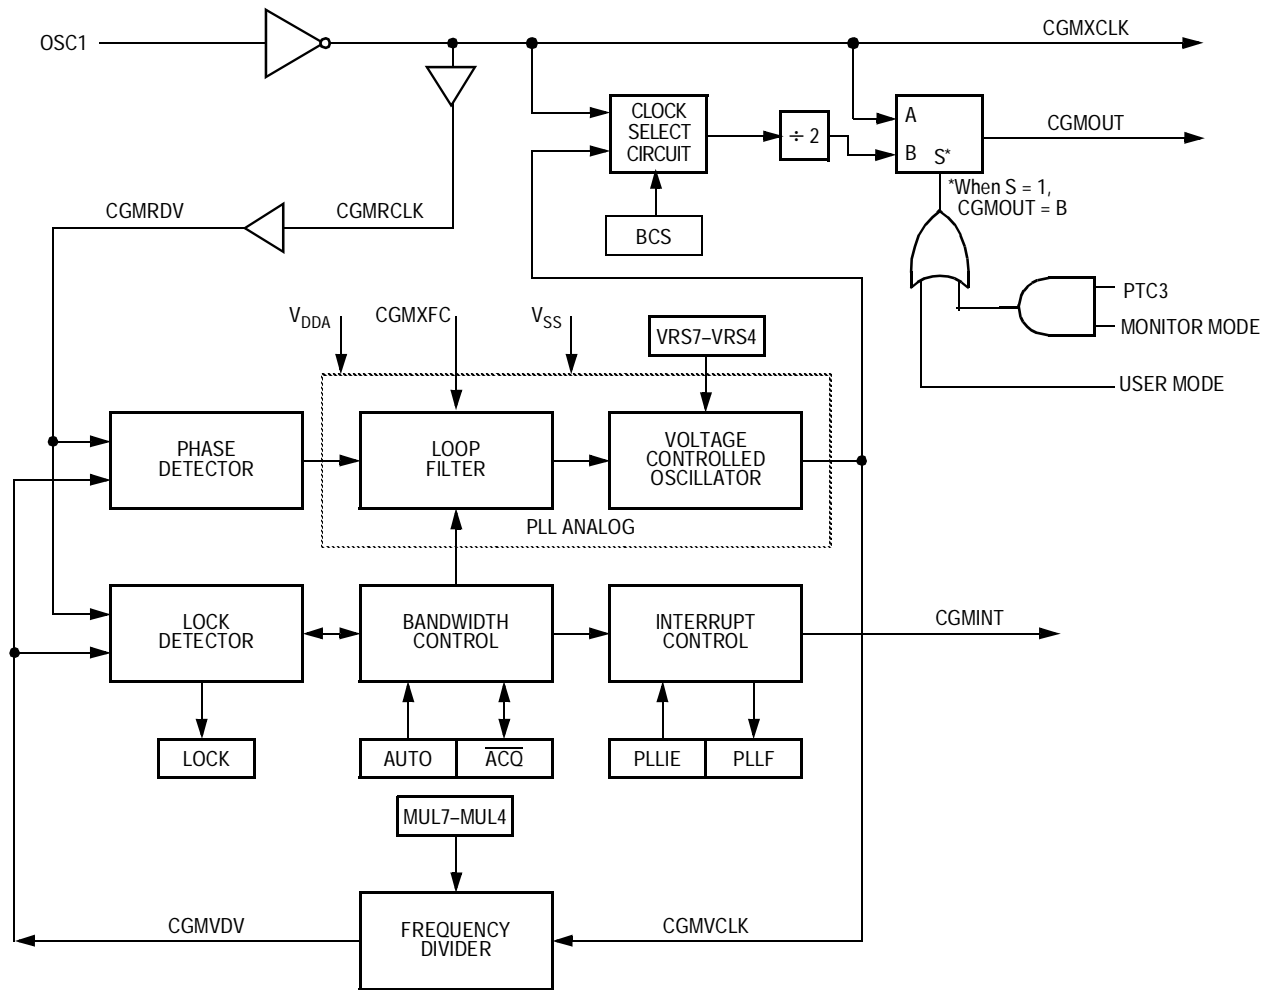 OSC1
CGMXCLK
CLOCK
SELECT
CIRCUIT
÷ 2
A
B S*
CGMOUT
*When S = 1,
CGMOUT = B
CGMRDV
CGMRCLK
BCS
PTC3
MONITOR MODE
USER MODE
VDDA
CGMXFC
VSS
VRS7–VRS4
PHASE
DETECTOR
LOOP
FILTER
VOLTAGE
CONTROLLED
OSCILLATOR
PLL ANALOG
LOCK
DETECTOR
BANDWIDTH
CONTROL
INTERRUPT
CONTROL
CGMINT
LOCK
AUTO
A̅C̅Q̅
PLLIE
PLLF
MUL7–MUL4
CGMVDV
FREQUENCY
DIVIDER
CGMVCLK